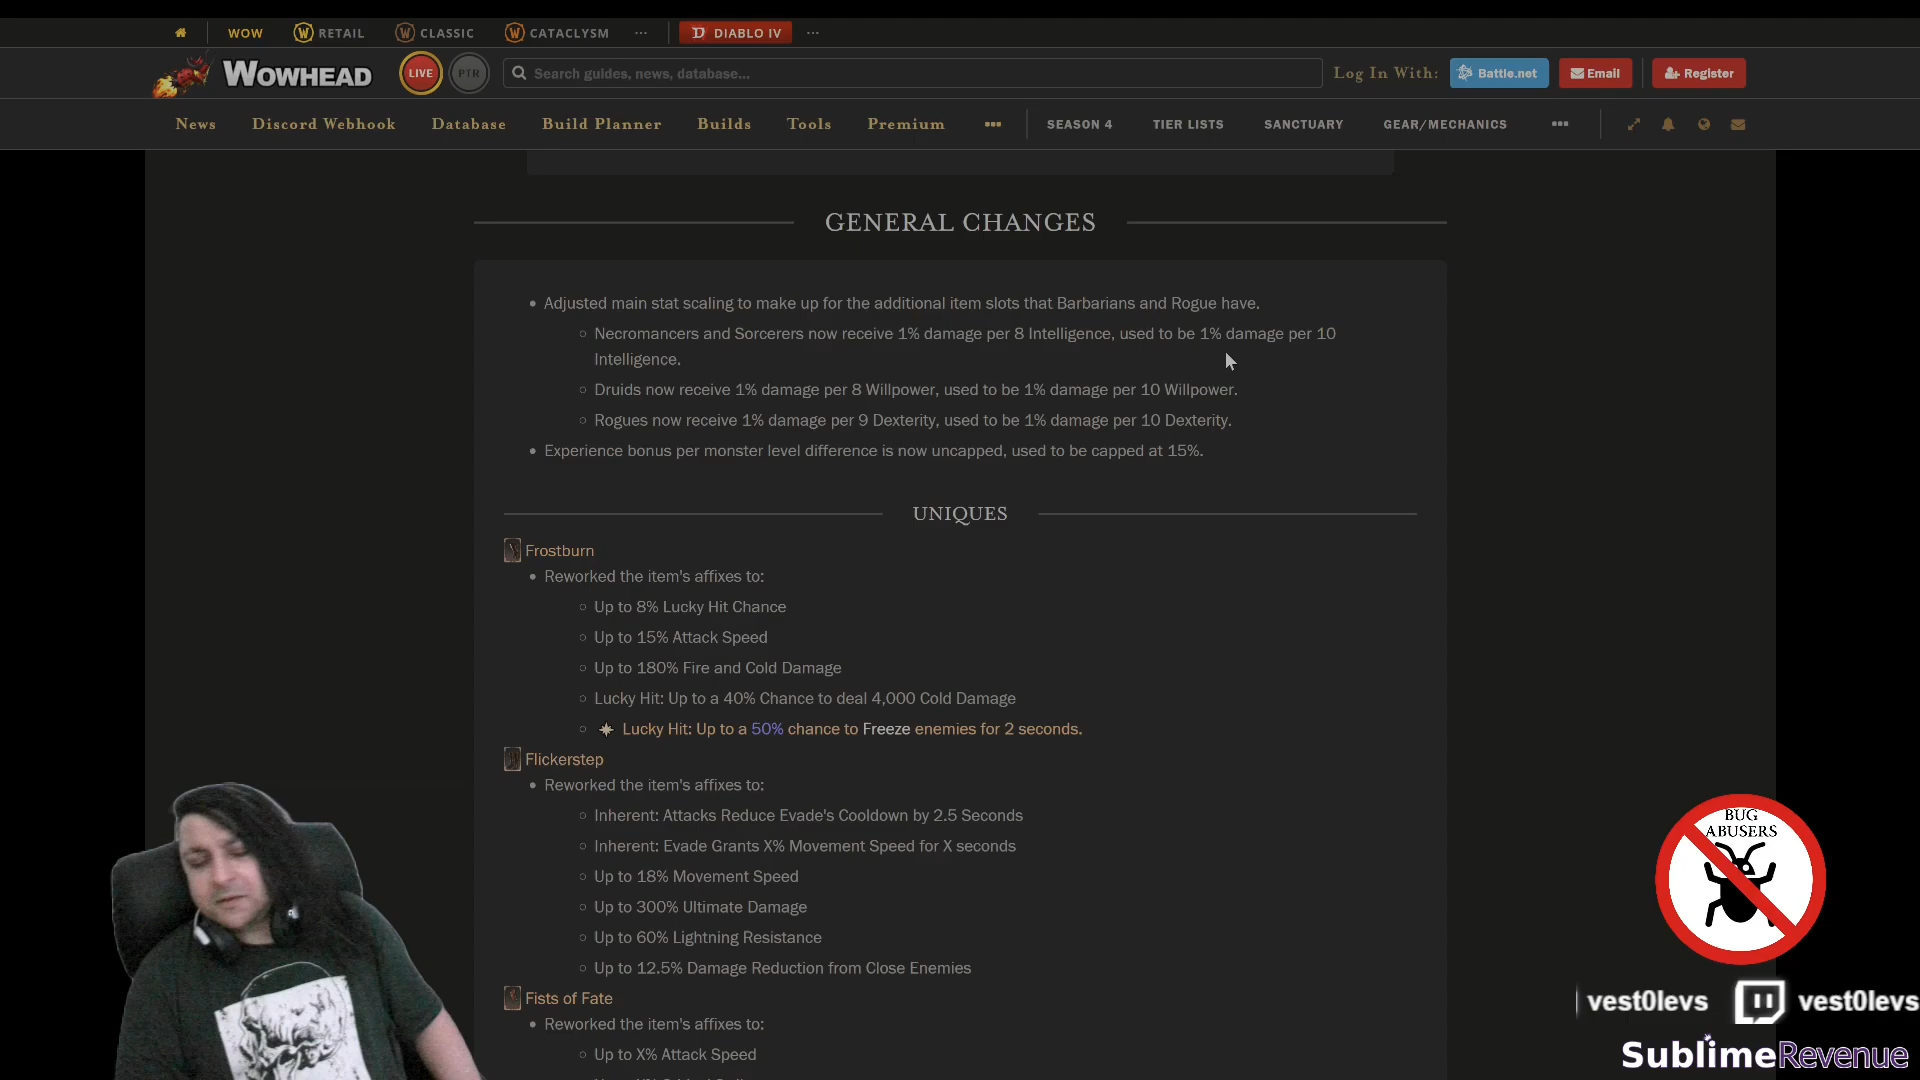 WOW RETAIL CLASSIC CATACLYSM ... DIABLO IV ...
WOWHEAD LIVE PTR Search guides, news, database... Log In With: Battle.net Email Register
News Discord Webhook Database Build Planner Builds Tools Premium ••• SEASON 4 TIER LISTS SANCTUARY GEAR/MECHANICS •••
GENERAL CHANGES
• Adjusted main stat scaling to make up for the additional item slots that Barbarians and Rogue have.
○ Necromancers and Sorcerers now receive 1% damage per 8 Intelligence, used to be 1% damage per 10
Intelligence.
○ Druids now receive 1% damage per 8 Willpower, used to be 1% damage per 10 Willpower.
○ Rogues now receive 1% damage per 9 Dexterity, used to be 1% damage per 10 Dexterity.
• Experience bonus per monster level difference is now uncapped, used to be capped at 15%.
UNIQUES
Frostburn
• Reworked the item's affixes to:
○ Up to 8% Lucky Hit Chance
○ Up to 15% Attack Speed
○ Up to 180% Fire and Cold Damage
○ Lucky Hit: Up to a 40% Chance to deal 4,000 Cold Damage
○ Lucky Hit: Up to a 50% chance to Freeze enemies for 2 seconds.
Flickerstep
• Reworked the item's affixes to:
○ Inherent: Attacks Reduce Evade's Cooldown by 2.5 Seconds
○ Inherent: Evade Grants X% Movement Speed for X seconds
○ Up to 18% Movement Speed
○ Up to 300% Ultimate Damage
○ Up to 60% Lightning Resistance
○ Up to 12.5% Damage Reduction from Close Enemies
Fists of Fate
• Reworked the item's affixes to:
○ Up to X% Attack Speed
BUG
ABUSERS
vest0levs vest0levs
SublimeRevenue